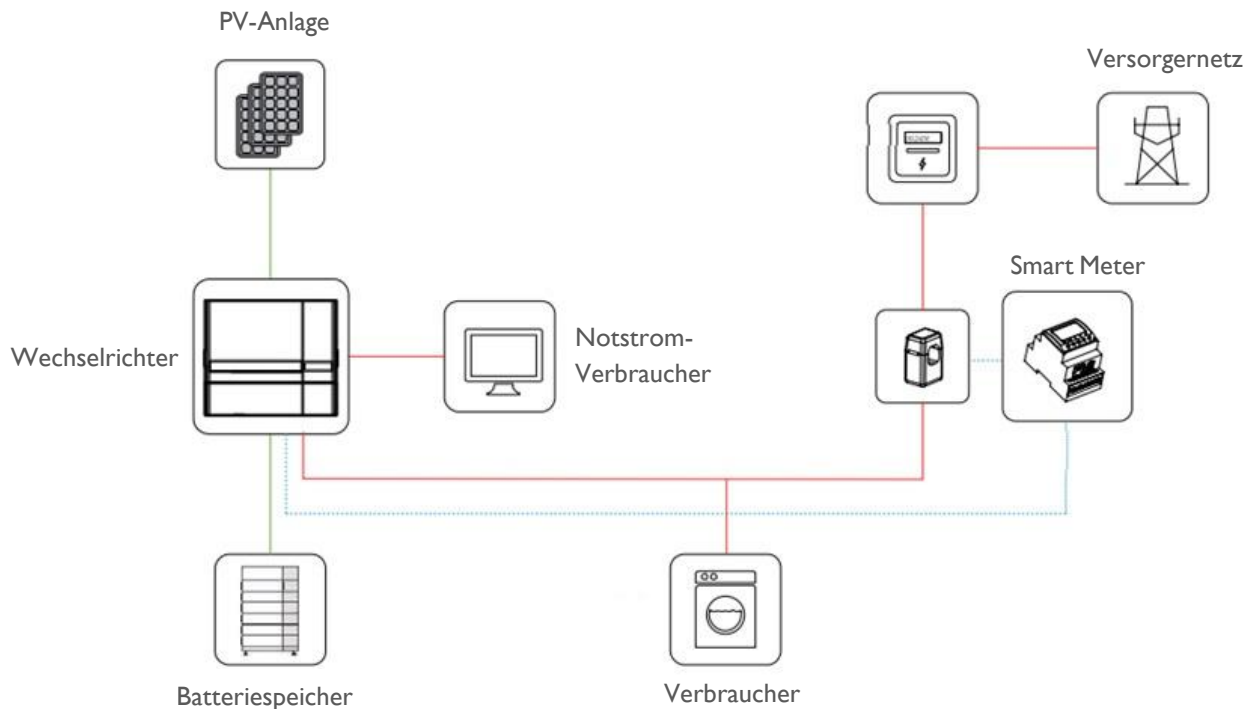 PV-Anlage
Versorgernetz
Smart Meter
Wechselrichter
Notstrom-
Verbraucher
Batteriespeicher
Verbraucher